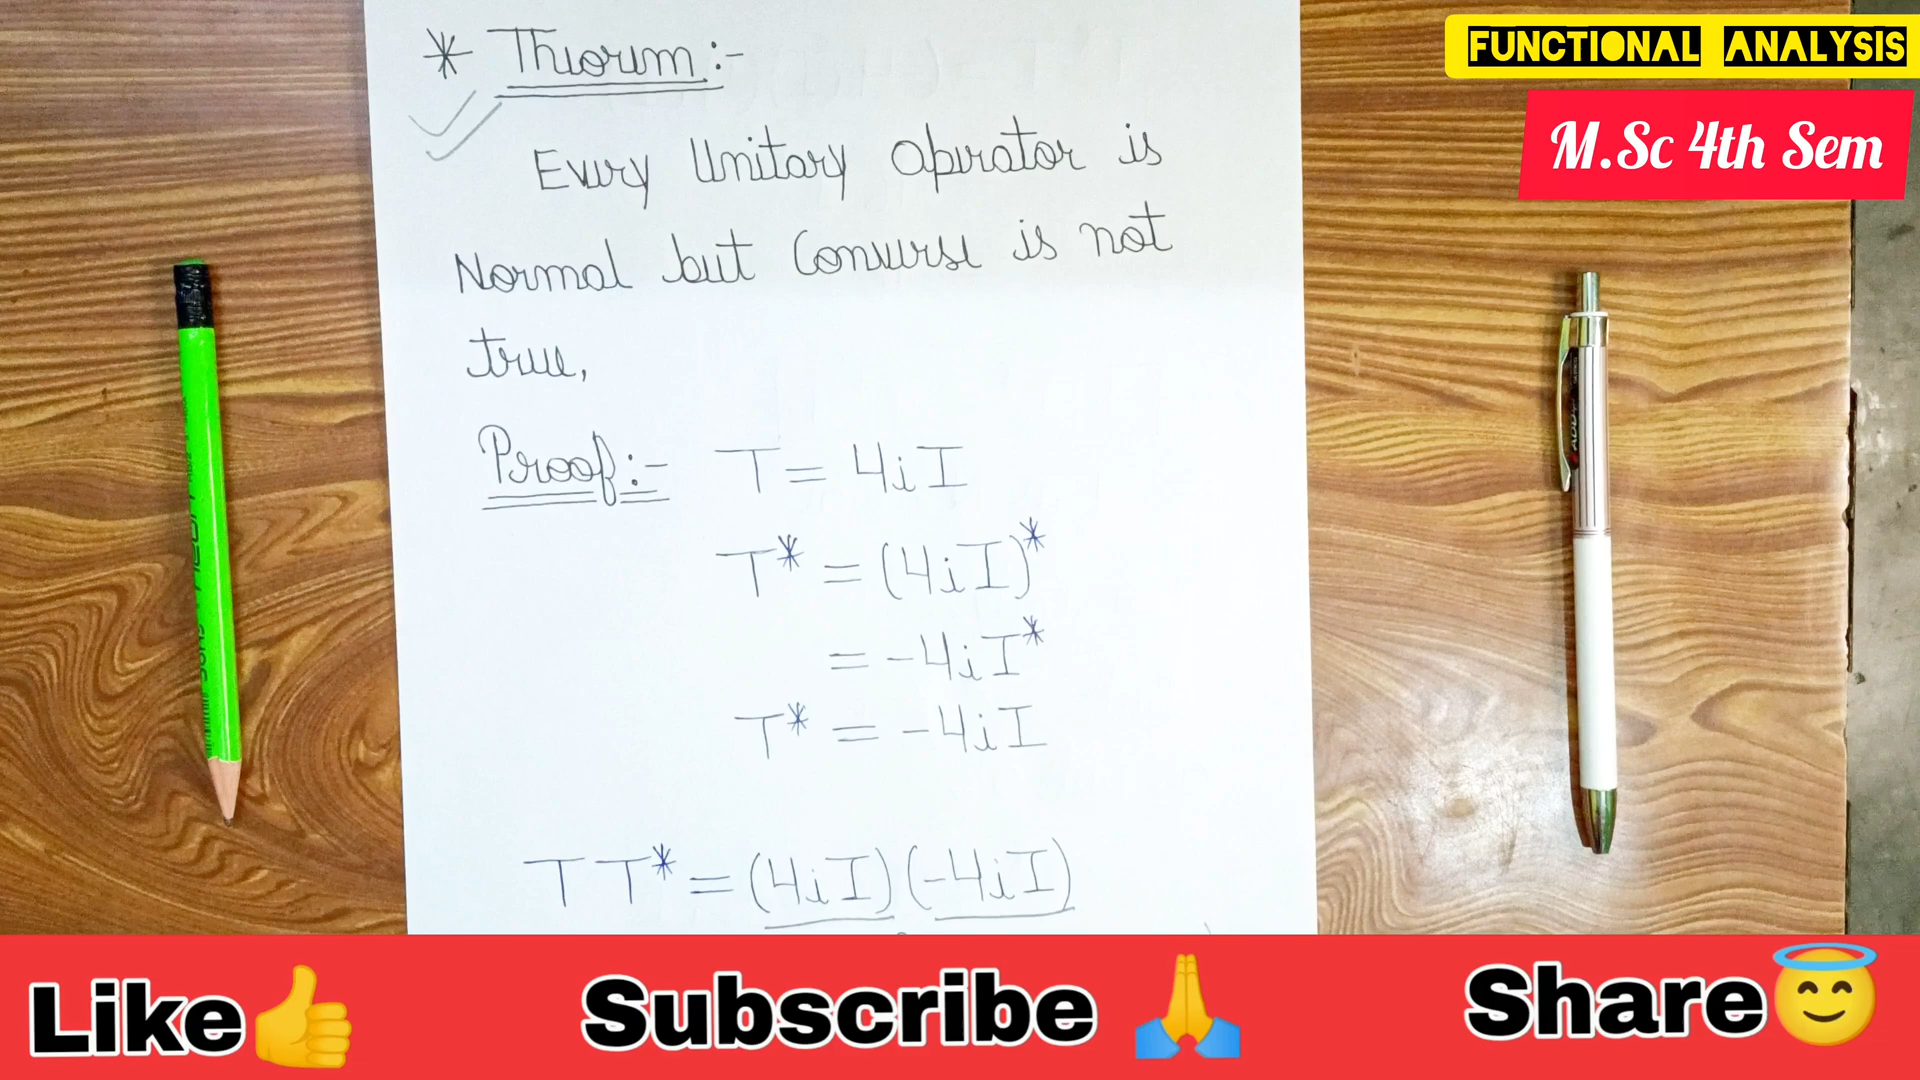 FUNCTIONAL ANALYSIS
M.Sc 4th Sem
* Theorem :-
Every Unitary operator is
Normal but Converse is not
true,
Proof :- T = 4iI
T* = (4iI)*
= -4iI*
T* = -4iI
TT* = (4iI)(-4iI)
Like👍 Subscribe 🙏 Share😇